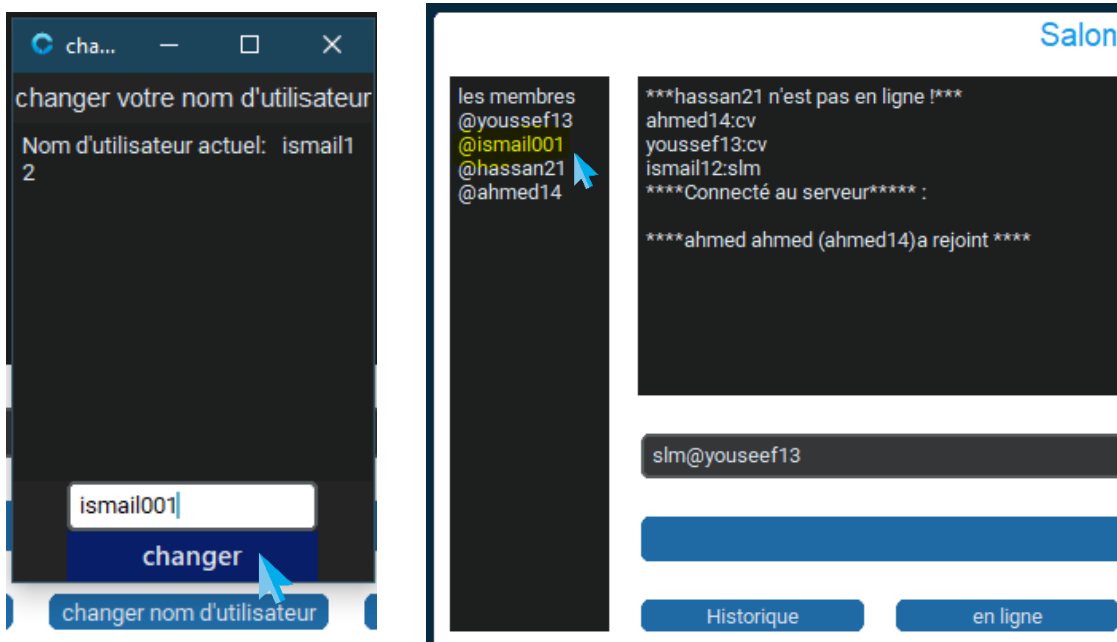 cha...
changer votre nom d'utilisateur
Nom d'utilisateur actuel: ismail1
2
ismail001
changer
changer nom d'utilisateur
Salon
les membres
@youssef13
@ismail001
@hassan21
@ahmed14
***hassan21 n'est pas en ligne !***
ahmed14:cv
youssef13:cv
ismail12:slm
****Connecté au serveur***** :
****ahmed ahmed (ahmed14)a rejoint ****
slm@youseef13
Historique
en ligne